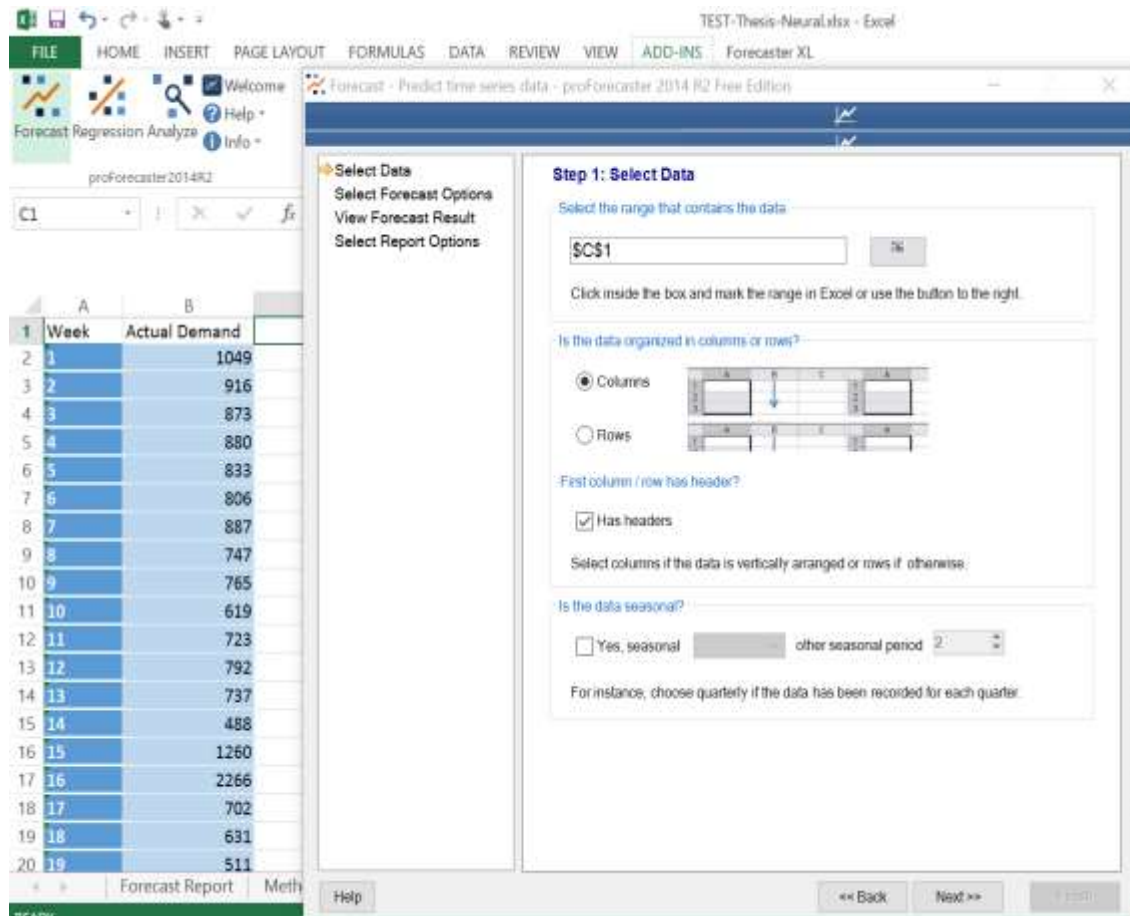 TEST-Thesis-Neural.xlsx - Excel
FILE HOME INSERT PAGE LAYOUT FORMULAS DATA REVIEW VIEW ADD-INS Forecaster XL
Forecast Regression Analyze
Welcome
Help
Info
proForecaster2014R2
Forecast - Predict time series data - proForecaster 2014 R2 Free Edition
C1
fx
Select Data
Select Forecast Options
View Forecast Result
Select Report Options
Step 1: Select Data
Select the range that contains the data
$C$1
Click inside the box and mark the range in Excel or use the button to the right.
Is the data organized in columns or rows?
Columns
Rows
First column / row has header?
Has headers
Select columns if the data is vertically arranged or rows if otherwise.
Is the data seasonal?
Yes, seasonal other seasonal period 2
For instance, choose quarterly if the data has been recorded for each quarter.
A B
1 Week Actual Demand
2 1 1049
3 2 916
4 3 873
5 4 880
6 5 833
7 6 806
8 7 887
9 8 747
10 9 765
11 10 619
12 11 723
13 12 792
14 13 737
15 14 488
16 15 1260
17 16 2266
18 17 702
19 18 631
20 19 511
Forecast Report Meth
Help << Back Next >>